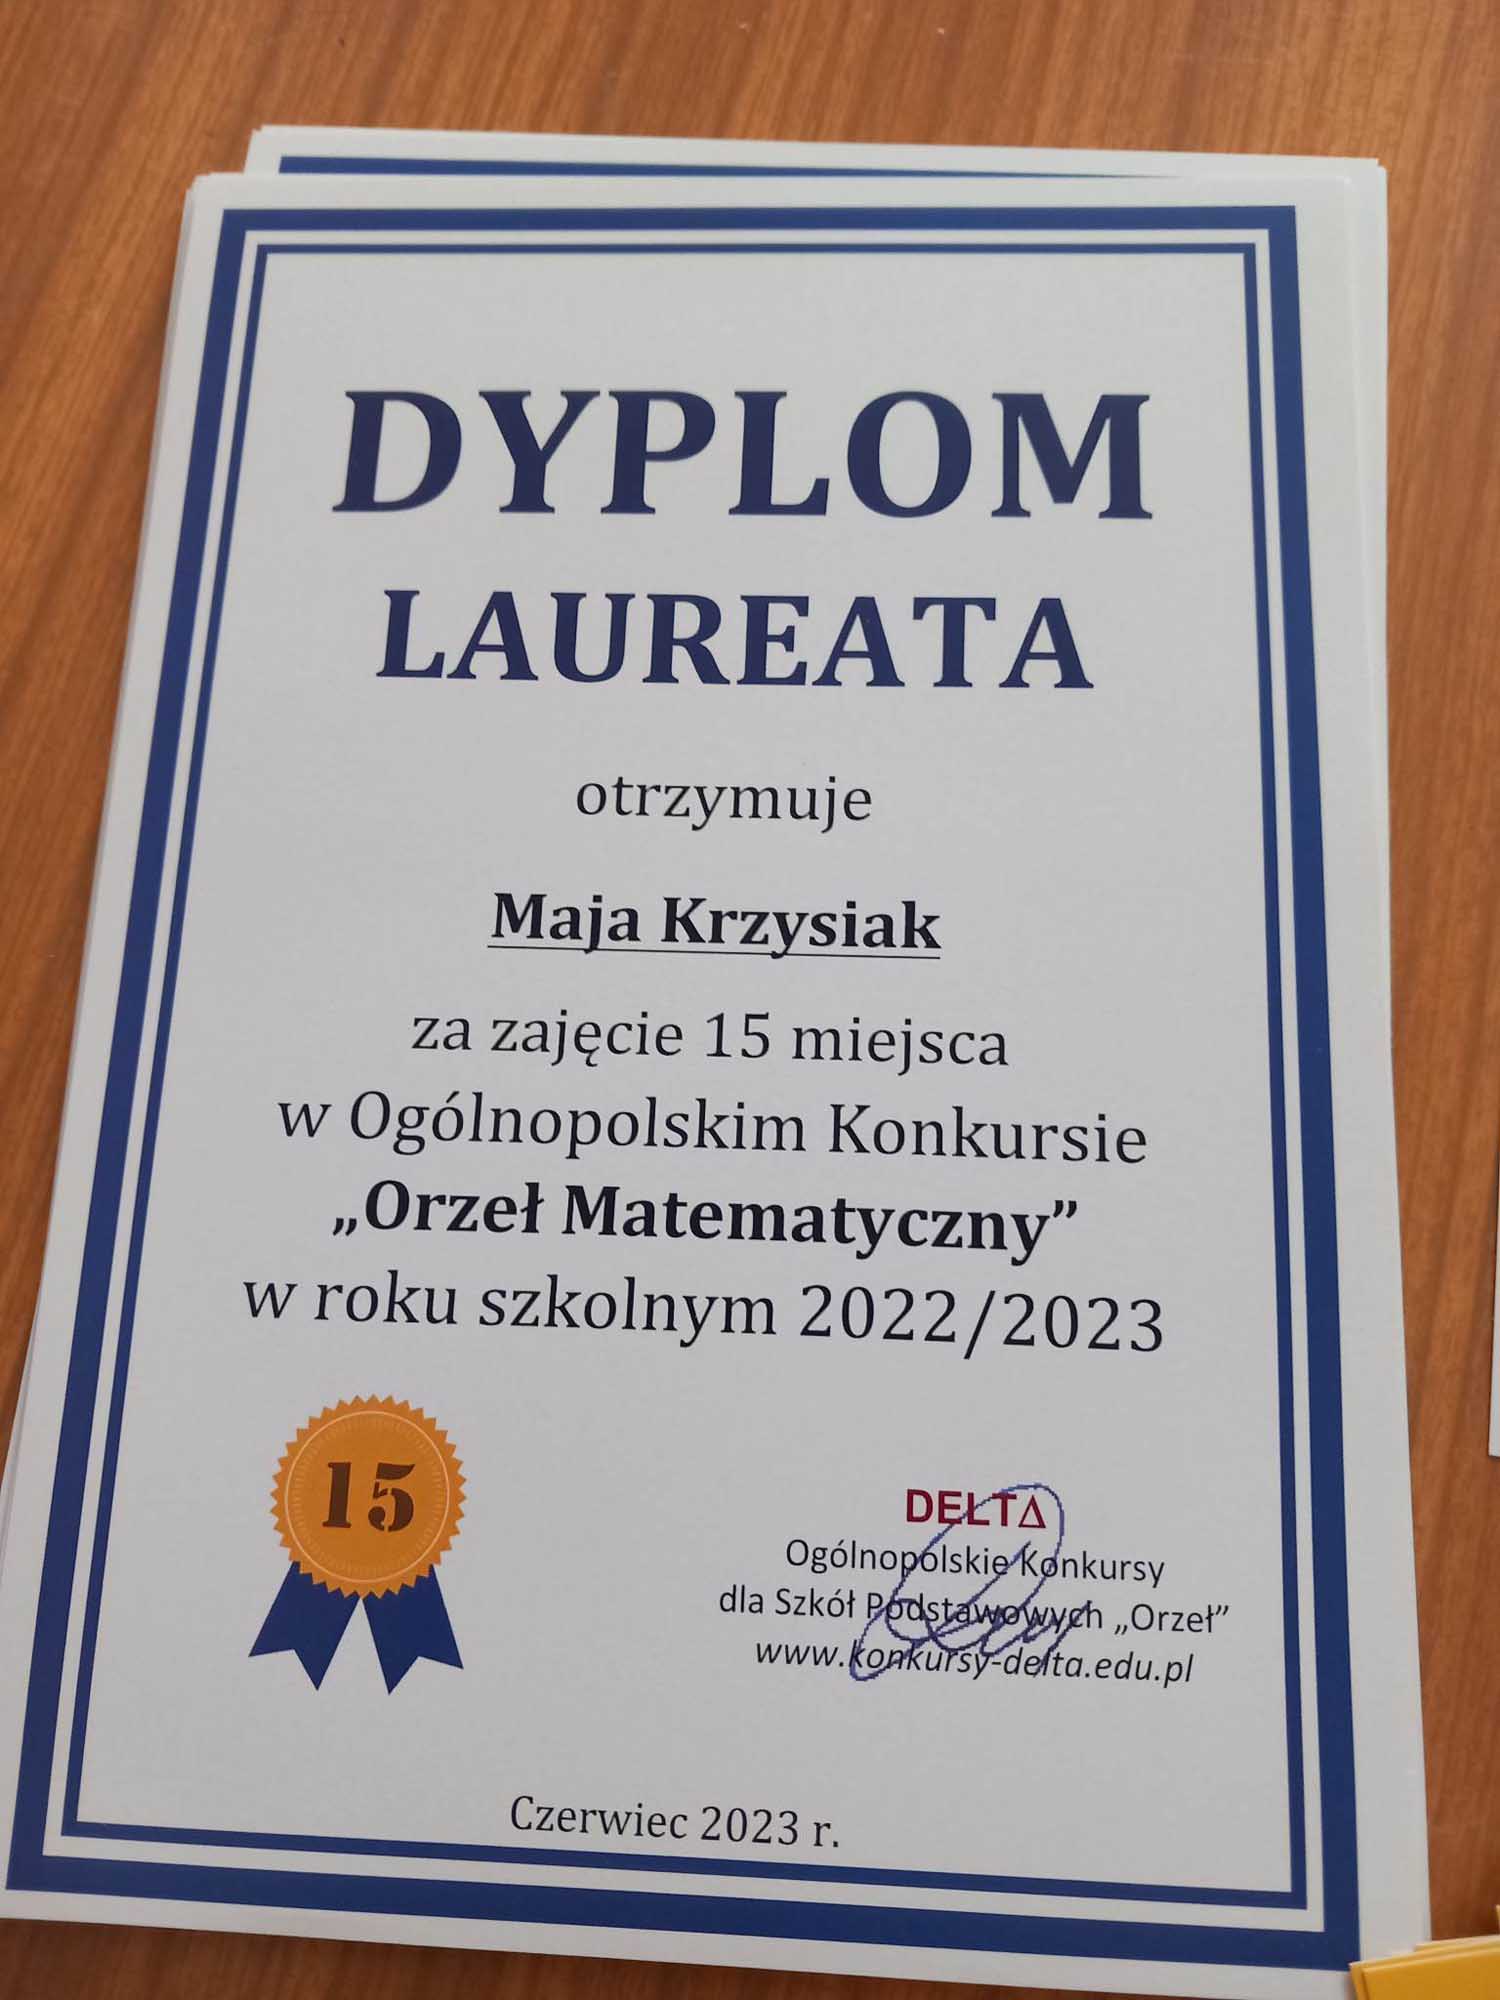 DYPLOM
LAUREATA
otrzymuje
Maja Krzysiak
za zajęcie 15 miejsca
w Ogólnopolskim Konkursie
„Orzeł Matematyczny”
w roku szkolnym 2022/2023
15
DELTA
Ogólnopolskie Konkursy
dla Szkół Podstawowych „Orzeł”
www.konkursy-delta.edu.pl
Czerwiec 2023 r.